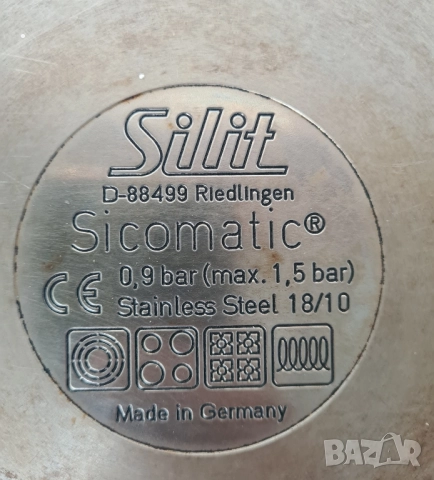 Silit
D-88499 Riedlingen
Sicomatic®
CE 0,9 bar (max. 1,5 bar)
Stainless Steel 18/10
Made in Germany
BAZAR